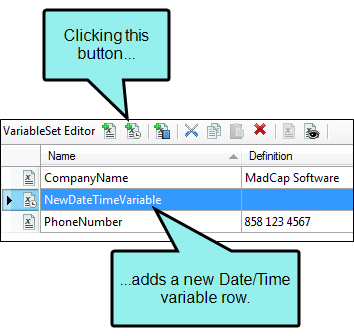 Clicking this
button...
VariableSet Editor
Name Definition
CompanyName MadCap Software
NewDateTimeVariable
PhoneNumber 858 123 4567
...adds a new Date/Time
variable row.